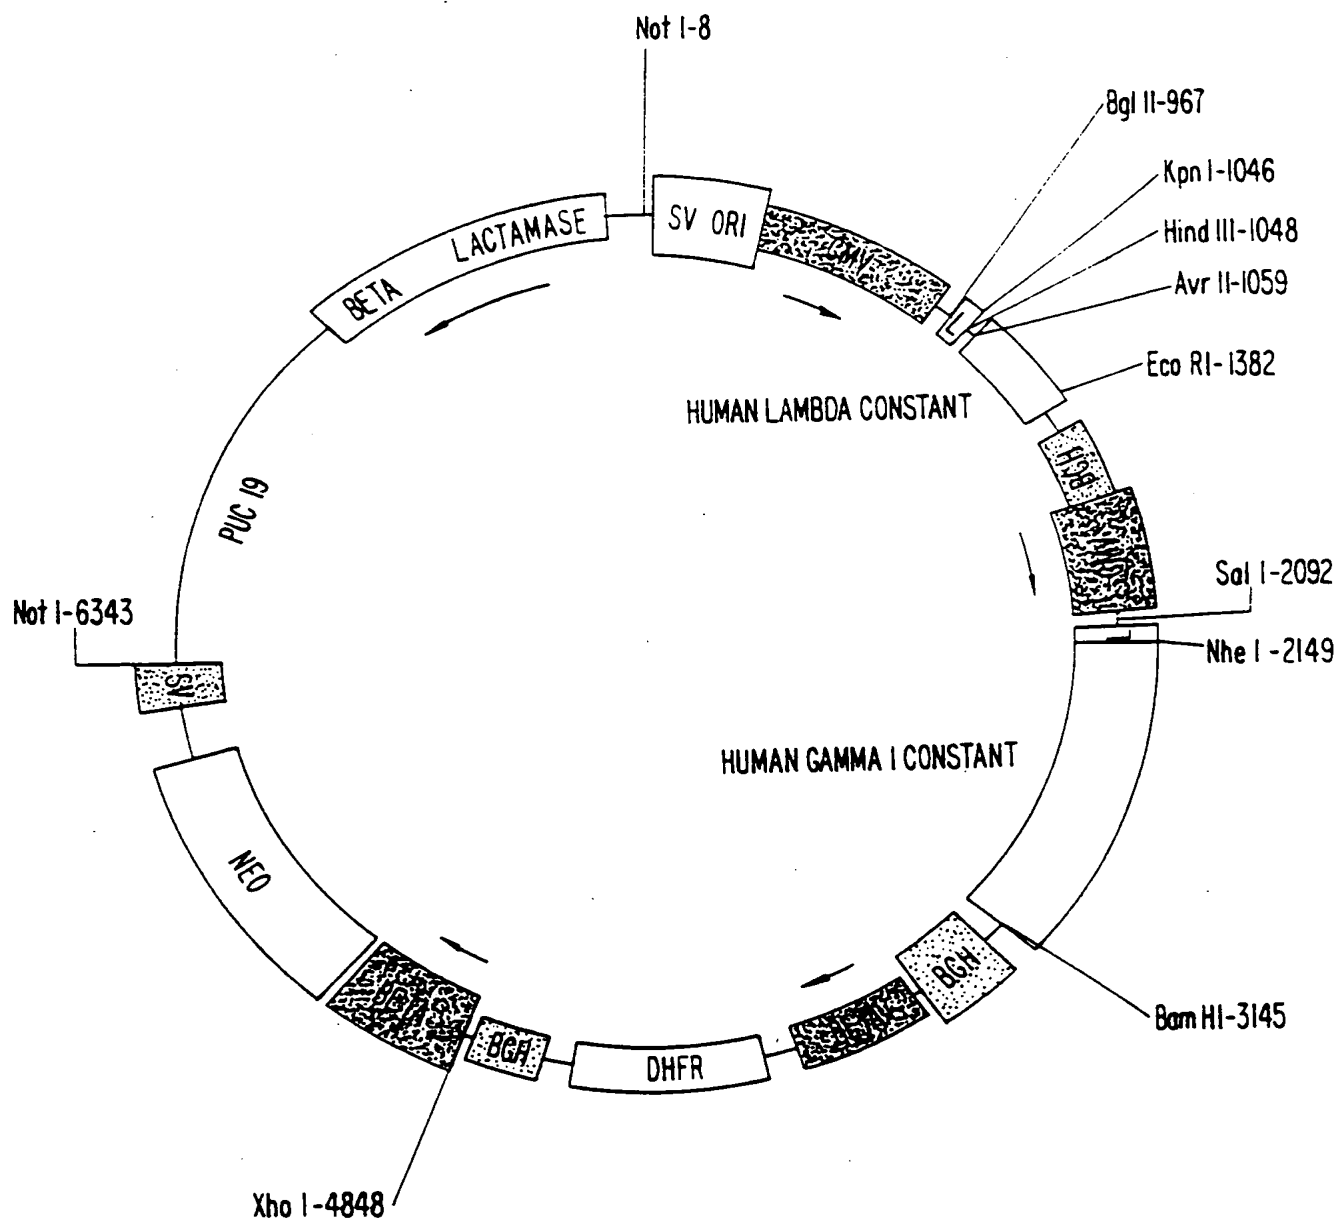 Not I-8
Bgl II-967
Kpn I-1046
Hind III-1048
Avr II-1059
Eco RI-1382
SV ORI
CMV
L
BETA LACTAMASE
HUMAN LAMBDA CONSTANT
BGH
PUC 19
Sal I-2092
Nhe I-2149
Not I-6343
SV
HUMAN GAMMA I CONSTANT
NEO
BGH
Bam HI-3145
BGH
DHFR
Xho I-4848